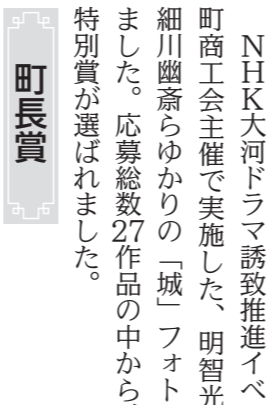 NHK大河ドラマ誘致推進イベ
町商工会主催で実施した、明智光
細川幽斎らゆかりの「城」フォト
ました。応募総数27作品の中から、
特別賞が選ばれました。
町長賞